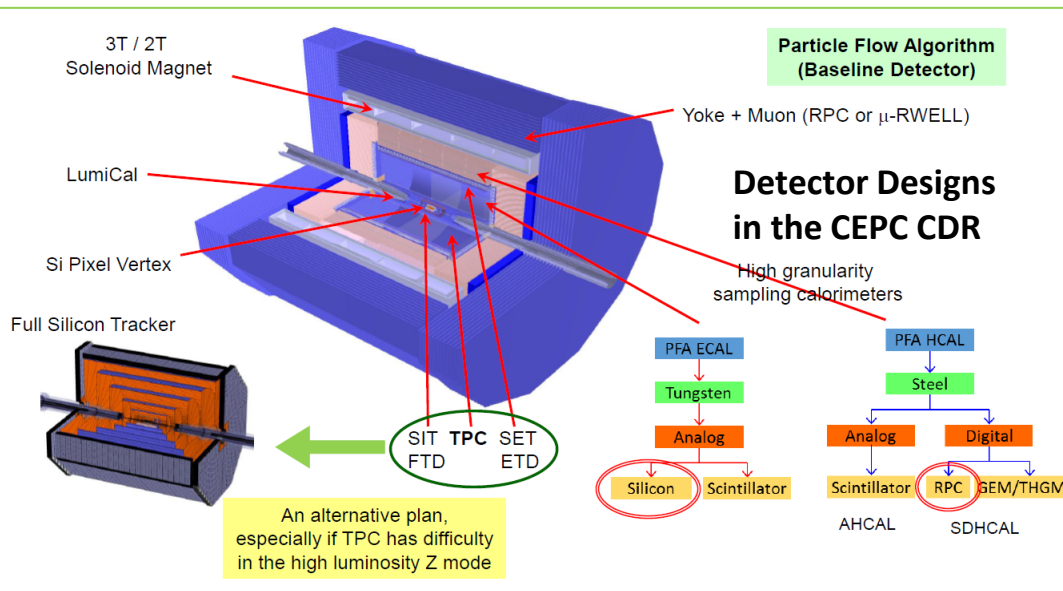 3T / 2T
Solenoid Magnet
Particle Flow Algorithm
(Baseline Detector)
Yoke + Muon (RPC or μ-RWELL)
LumiCal
Detector Designs
in the CEPC CDR
Si Pixel Vertex
High granularity
sampling calorimeters
Full Silicon Tracker
PFA ECAL
PFA HCAL
Tungsten
Steel
Analog
Analog
Digital
SIT TPC SET
FTD ETD
Silicon
Scintillator
Scintillator
RPC
GEM/THGM
AHCAL
SDHCAL
An alternative plan,
especially if TPC has difficulty
in the high luminosity Z mode